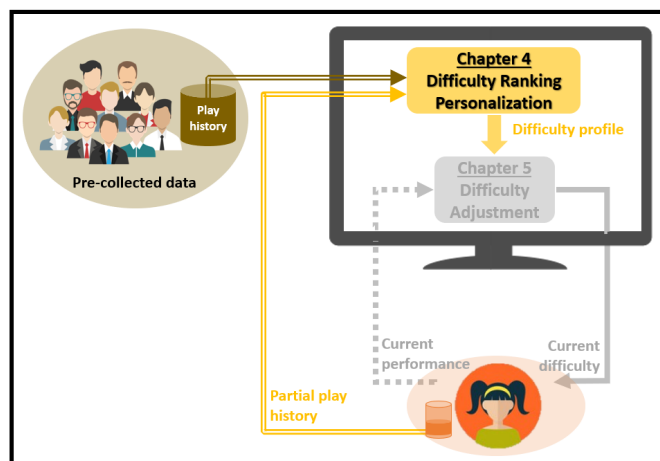 Play
history
Pre-collected data
Chapter 4
Difficulty Ranking
Personalization
Difficulty profile
Chapter 5
Difficulty
Adjustment
Current
performance
Current
difficulty
Partial play
history